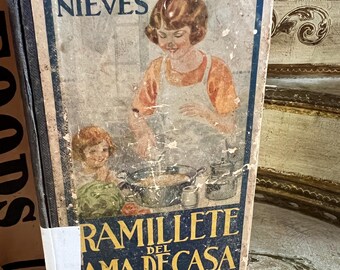 NIEVES
FOODS
RAMILLETE
DEL
AMA DE CASA